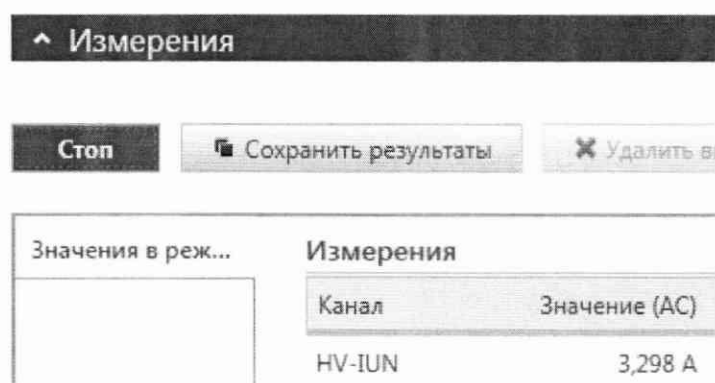 Измерения
Стоп
Сохранить результаты
Удалить
Значения в реж...
Измерения
Канал Значение (AC)
HV-IUN 3,298 A